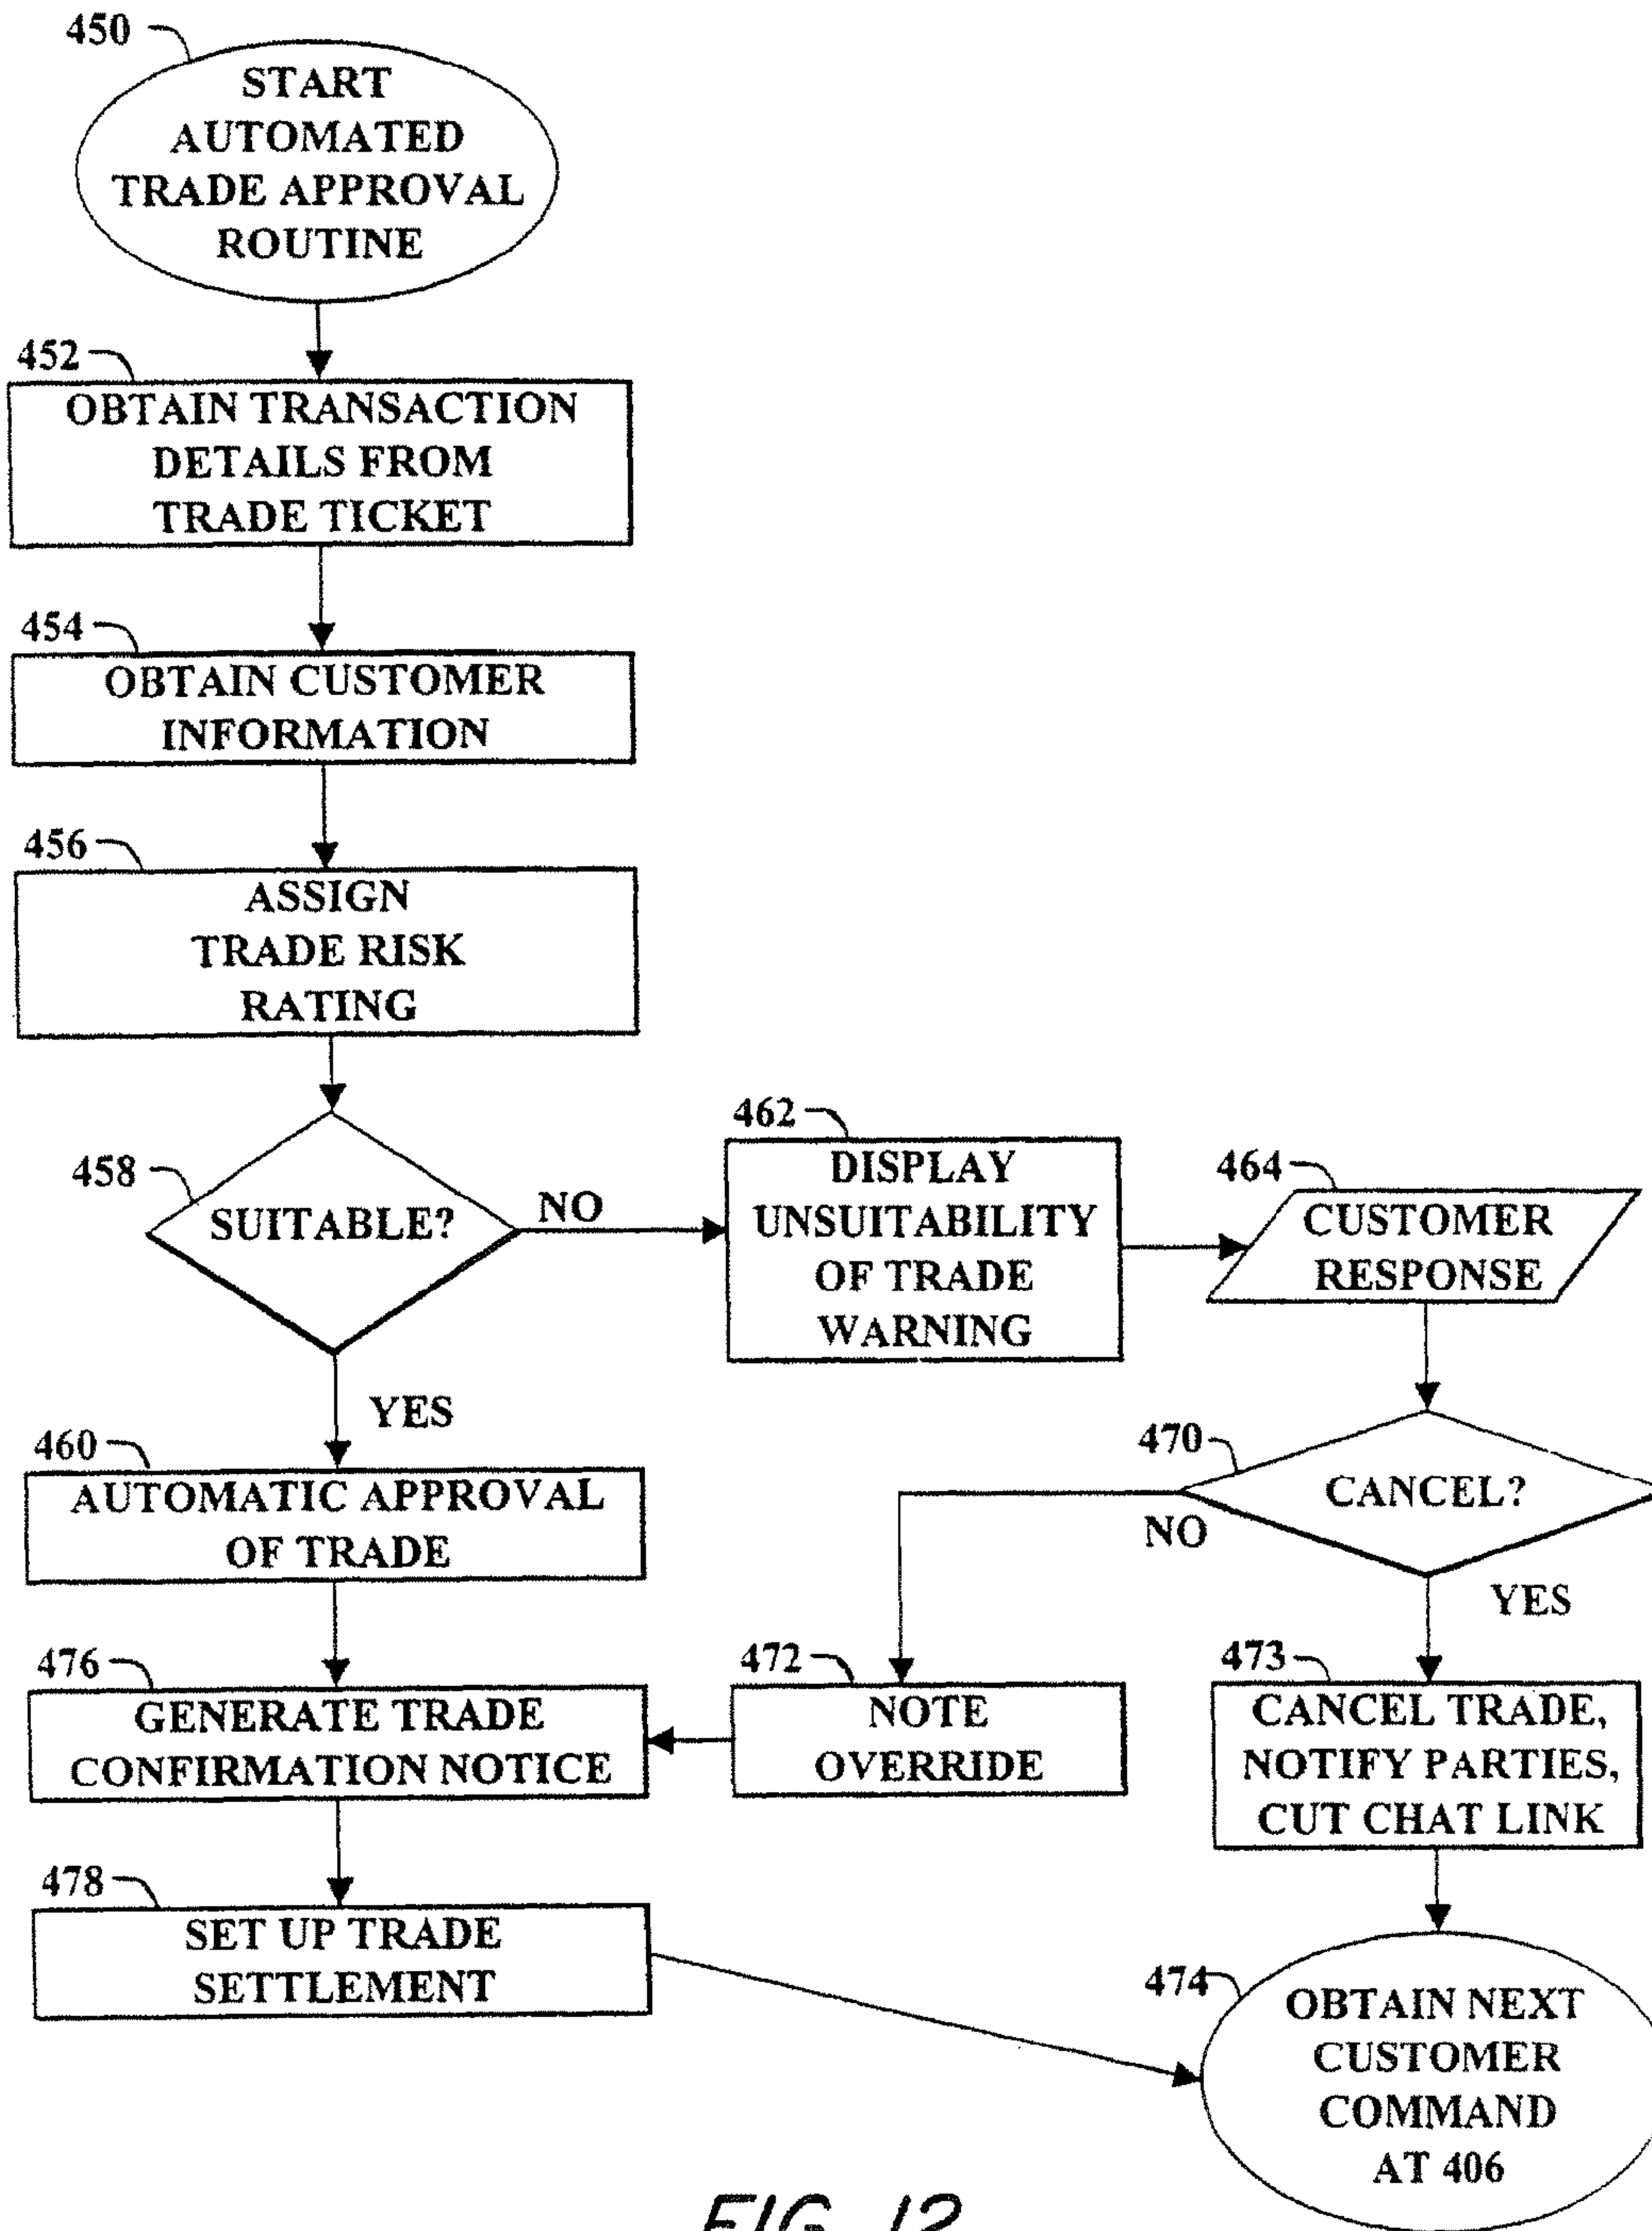 450
START
AUTOMATED
TRADE APPROVAL
ROUTINE
452
OBTAIN TRANSACTION
DETAILS FROM
TRADE TICKET
454
OBTAIN CUSTOMER
INFORMATION
456
ASSIGN
TRADE RISK
RATING
458
SUITABLE?
NO
YES
462
DISPLAY
UNSUITABILITY
OF TRADE
WARNING
464
CUSTOMER
RESPONSE
470
CANCEL?
NO
YES
460
AUTOMATIC APPROVAL
OF TRADE
476
GENERATE TRADE
CONFIRMATION NOTICE
472
NOTE
OVERRIDE
473
CANCEL TRADE,
NOTIFY PARTIES,
CUT CHAT LINK
478
SET UP TRADE
SETTLEMENT
474
OBTAIN NEXT
CUSTOMER
COMMAND
AT 406
FIG. 12